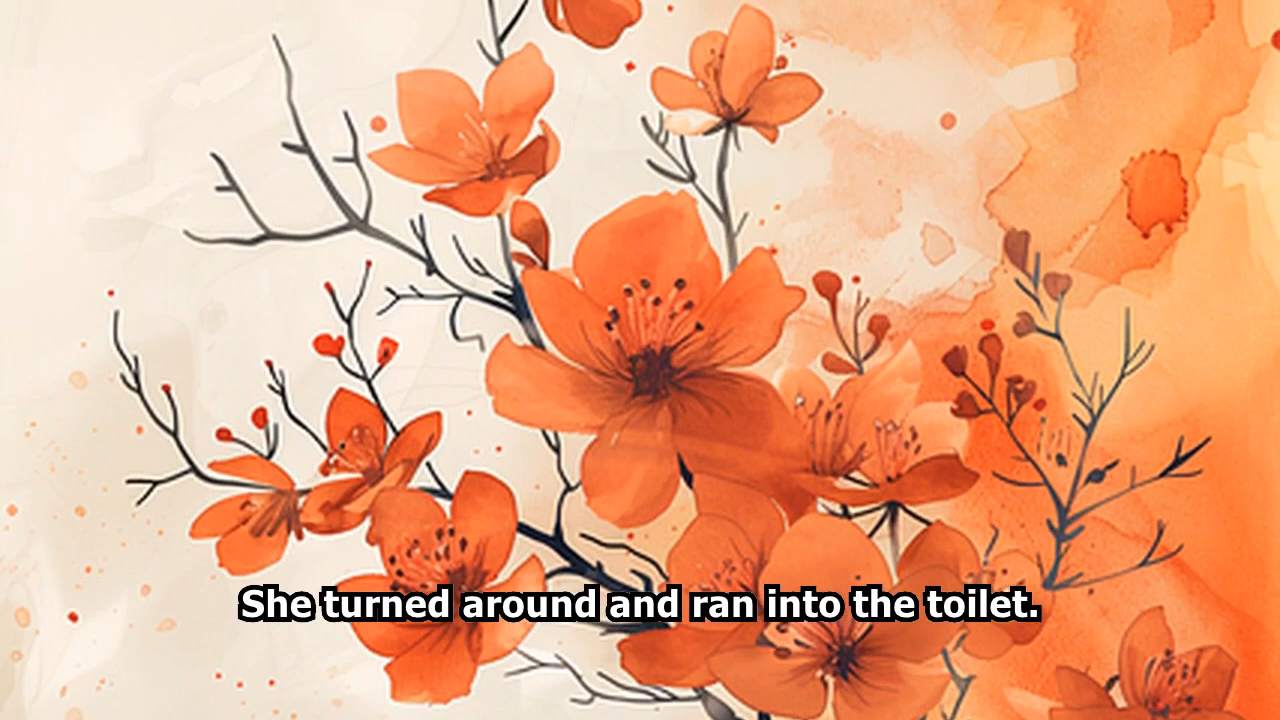 She turned around and ran into the toilet.